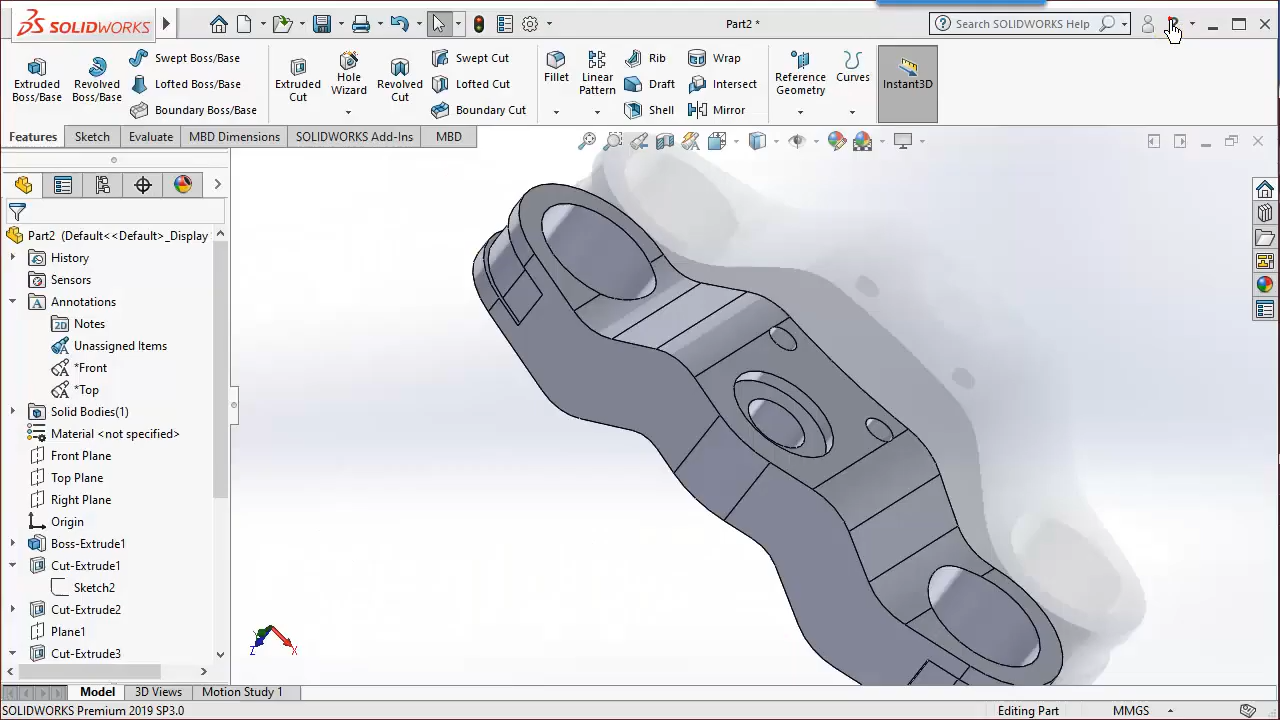 SOLIDWORKS
Part2 *
Search SOLIDWORKS Help
Extruded Boss/Base
Revolved Boss/Base
Swept Boss/Base
Lofted Boss/Base
Boundary Boss/Base
Extruded Cut
Hole Wizard
Revolved Cut
Swept Cut
Lofted Cut
Boundary Cut
Fillet
Linear Pattern
Rib
Draft
Shell
Wrap
Intersect
Mirror
Reference Geometry
Curves
Instant3D
Features
Sketch
Evaluate
MBD Dimensions
SOLIDWORKS Add-Ins
MBD
Part2 (Default<<Default>_Display
History
Sensors
Annotations
Notes
Unassigned Items
*Front
*Top
Solid Bodies(1)
Material <not specified>
Front Plane
Top Plane
Right Plane
Origin
Boss-Extrude1
Cut-Extrude1
Sketch2
Cut-Extrude2
Plane1
Cut-Extrude3
Z
X
Model
3D Views
Motion Study 1
SOLIDWORKS Premium 2019 SP3.0
Editing Part
MMGS